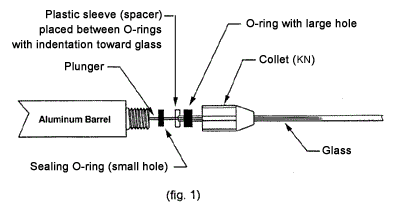 Plastic sleeve (spacer)
placed between O-rings
with indentation toward glass
O-ring with large hole
Plunger
Collet (KN)
Aluminum Barrel
Sealing O-ring (small hole)
Glass
(fig. 1)